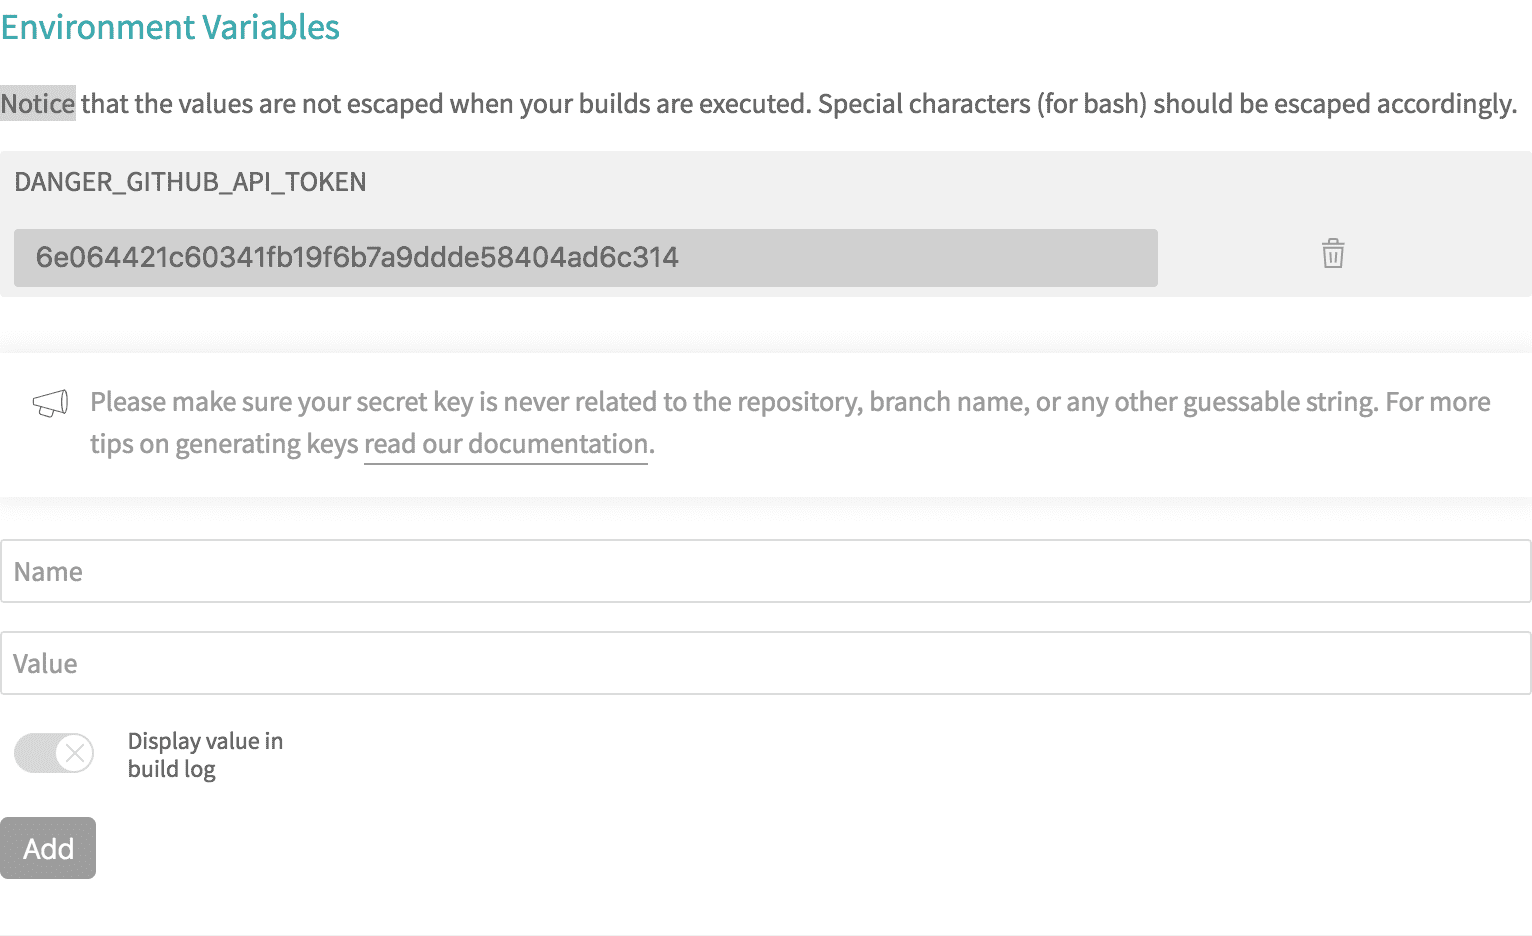 Environment Variables
Notice that the values are not escaped when your builds are executed. Special characters (for bash) should be escaped accordingly.
DANGER_GITHUB_API_TOKEN
6e064421c60341fb19f6b7a9ddde58404ad6c314
Please make sure your secret key is never related to the repository, branch name, or any other guessable string. For more
tips on generating keys read our documentation.
Name
Value
Display value in
build log
Add